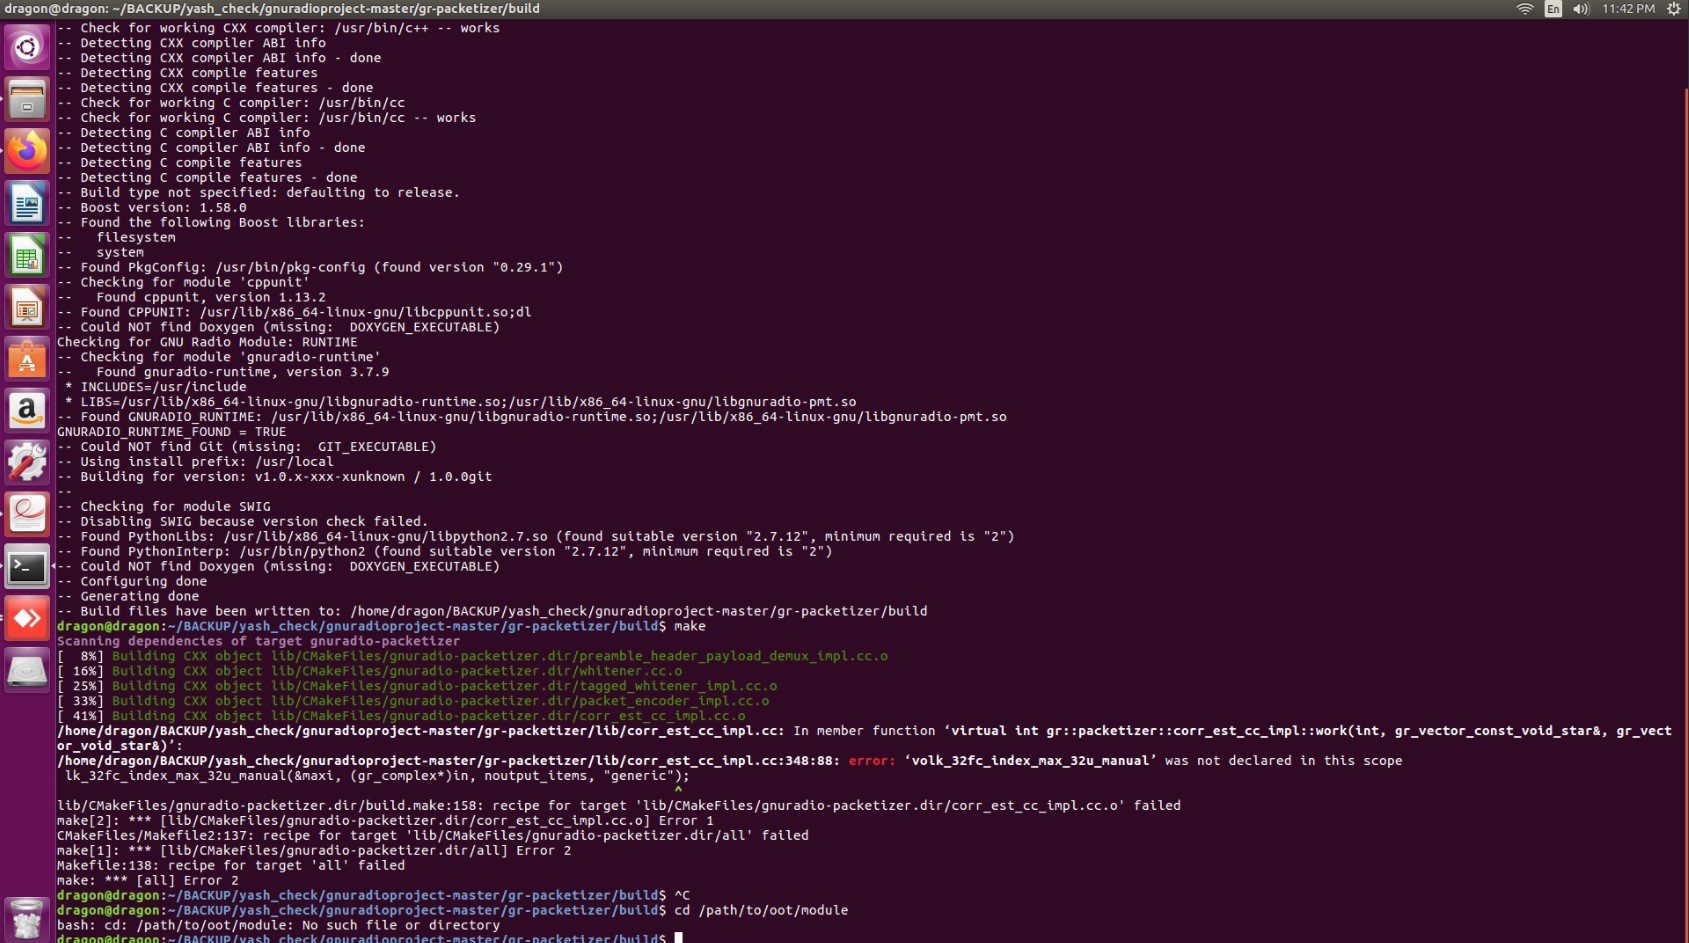 dragon@dragon: ~/BACKUP/yash_check/gnuradioproject-master/gr-packetizer/build
En
11:42 PM
-- Check for working CXX compiler: /usr/bin/c++ -- works
-- Detecting CXX compiler ABI info
-- Detecting CXX compiler ABI info - done
-- Detecting CXX compile features
-- Detecting CXX compile features - done
-- Check for working C compiler: /usr/bin/cc
-- Check for working C compiler: /usr/bin/cc -- works
-- Detecting C compiler ABI info
-- Detecting C compiler ABI info - done
-- Detecting C compile features
-- Detecting C compile features - done
-- Build type not specified: defaulting to release.
-- Boost version: 1.58.0
-- Found the following Boost libraries:
--   filesystem
--   system
-- Found PkgConfig: /usr/bin/pkg-config (found version "0.29.1")
-- Checking for module 'cppunit'
--   Found cppunit, version 1.13.2
-- Found CPPUNIT: /usr/lib/x86_64-linux-gnu/libcppunit.so;dl
-- Could NOT find Doxygen (missing:  DOXYGEN_EXECUTABLE)
Checking for GNU Radio Module: RUNTIME
-- Checking for module 'gnuradio-runtime'
--   Found gnuradio-runtime, version 3.7.9
 * INCLUDES=/usr/include
 * LIBS=/usr/lib/x86_64-linux-gnu/libgnuradio-runtime.so;/usr/lib/x86_64-linux-gnu/libgnuradio-pmt.so
-- Found GNURADIO_RUNTIME: /usr/lib/x86_64-linux-gnu/libgnuradio-runtime.so;/usr/lib/x86_64-linux-gnu/libgnuradio-pmt.so
GNURADIO_RUNTIME_FOUND = TRUE
-- Could NOT find Git (missing:  GIT_EXECUTABLE)
-- Using install prefix: /usr/local
-- Building for version: v1.0.x-xxx-xunknown / 1.0.0git
--
-- Checking for module SWIG
-- Disabling SWIG because version check failed.
-- Found PythonLibs: /usr/lib/x86_64-linux-gnu/libpython2.7.so (found suitable version "2.7.12", minimum required is "2")
-- Found PythonInterp: /usr/bin/python2 (found suitable version "2.7.12", minimum required is "2")
-- Could NOT find Doxygen (missing:  DOXYGEN_EXECUTABLE)
-- Configuring done
-- Generating done
-- Build files have been written to: /home/dragon/BACKUP/yash_check/gnuradioproject-master/gr-packetizer/build
dragon@dragon:~/BACKUP/yash_check/gnuradioproject-master/gr-packetizer/build$ make
Scanning dependencies of target gnuradio-packetizer
[  8%] Building CXX object lib/CMakeFiles/gnuradio-packetizer.dir/preamble_header_payload_demux_impl.cc.o
[ 16%] Building CXX object lib/CMakeFiles/gnuradio-packetizer.dir/whitener.cc.o
[ 25%] Building CXX object lib/CMakeFiles/gnuradio-packetizer.dir/tagged_whitener_impl.cc.o
[ 33%] Building CXX object lib/CMakeFiles/gnuradio-packetizer.dir/packet_encoder_impl.cc.o
[ 41%] Building CXX object lib/CMakeFiles/gnuradio-packetizer.dir/corr_est_cc_impl.cc.o
/home/dragon/BACKUP/yash_check/gnuradioproject-master/gr-packetizer/lib/corr_est_cc_impl.cc: In member function ‘virtual int gr::packetizer::corr_est_cc_impl::work(int, gr_vector_const_void_star&, gr_vect
or_void_star&)’:
/home/dragon/BACKUP/yash_check/gnuradioproject-master/gr-packetizer/lib/corr_est_cc_impl.cc:348:88: error: ‘volk_32fc_index_max_32u_manual’ was not declared in this scope
 lk_32fc_index_max_32u_manual(&maxi, (gr_complex*)in, noutput_items, "generic");
^
lib/CMakeFiles/gnuradio-packetizer.dir/build.make:158: recipe for target 'lib/CMakeFiles/gnuradio-packetizer.dir/corr_est_cc_impl.cc.o' failed
make[2]: *** [lib/CMakeFiles/gnuradio-packetizer.dir/corr_est_cc_impl.cc.o] Error 1
CMakeFiles/Makefile2:137: recipe for target 'lib/CMakeFiles/gnuradio-packetizer.dir/all' failed
make[1]: *** [lib/CMakeFiles/gnuradio-packetizer.dir/all] Error 2
Makefile:138: recipe for target 'all' failed
make: *** [all] Error 2
dragon@dragon:~/BACKUP/yash_check/gnuradioproject-master/gr-packetizer/build$ ^C
dragon@dragon:~/BACKUP/yash_check/gnuradioproject-master/gr-packetizer/build$ cd /path/to/oot/module
bash: cd: /path/to/oot/module: No such file or directory
dragon@dragon:~/BACKUP/yash_check/gnuradioproject-master/gr-packetizer/build$